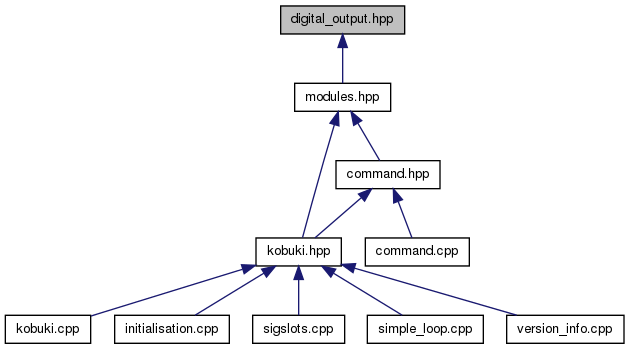 digital_output.hpp
modules.hpp
command.hpp
kobuki.hpp
command.cpp
kobuki.cpp
initialisation.cpp
sigslots.cpp
simple_loop.cpp
version_info.cpp